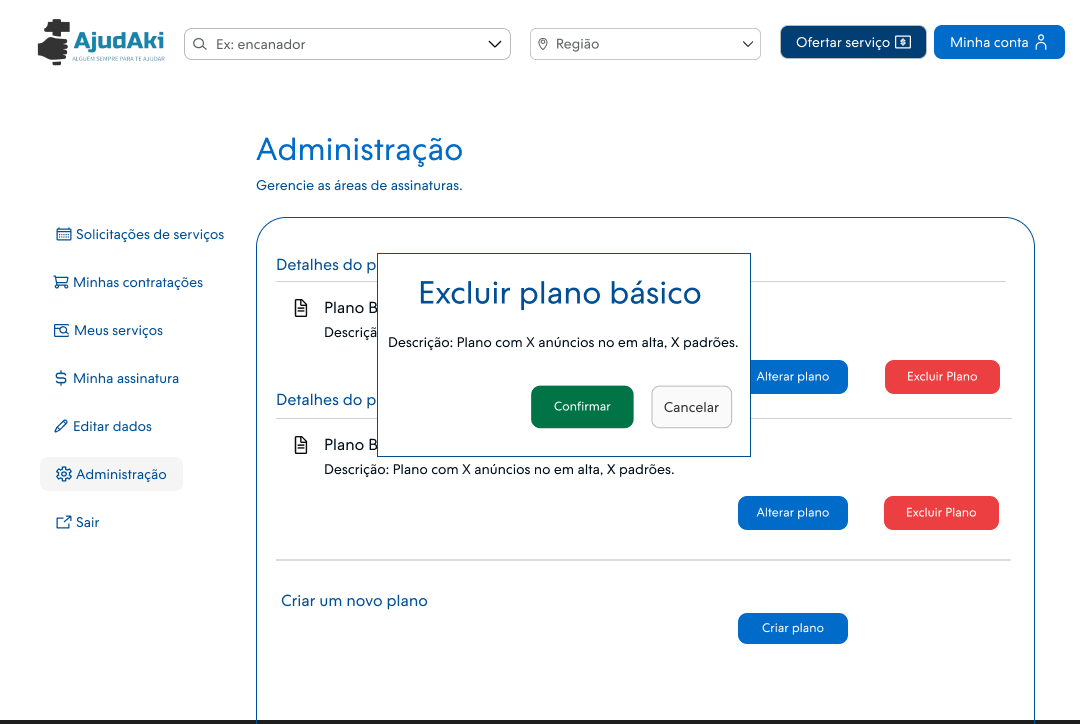 AjudAki
ALGUÉM SEMPRE PARA TE AJUDAR
Ex: encanador
Região
Ofertar serviço
Minha conta
Administração
Gerencie as áreas de assinaturas.
Solicitações de serviços
Minhas contratações
Meus serviços
Minha assinatura
Editar dados
Administração
Sair
Detalhes do p
Plano B
Descriçã
Alterar plano
Excluir Plano
Excluir plano básico
Descrição: Plano com X anúncios no em alta, X padrões.
Confirmar
Cancelar
Detalhes do p
Plano B
Descrição: Plano com X anúncios no em alta, X padrões.
Alterar plano
Excluir Plano
Criar um novo plano
Criar plano